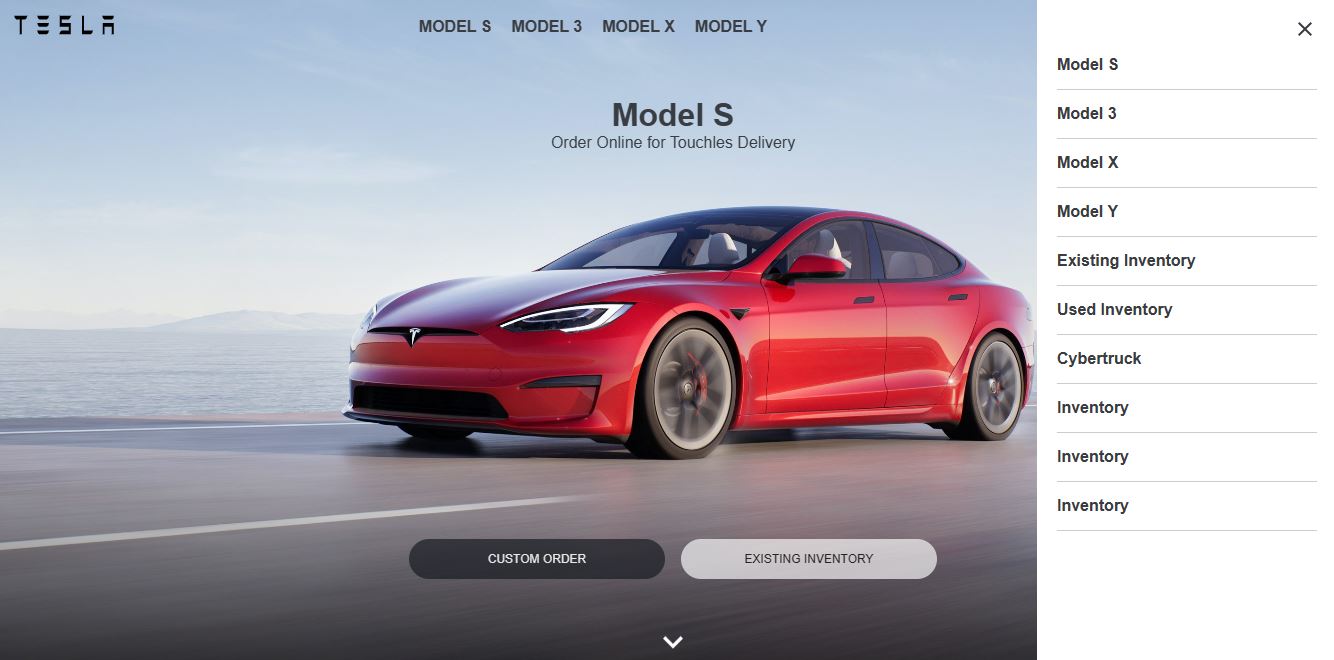 TESLA
MODEL S MODEL 3 MODEL X MODEL Y
Model S
Order Online for Touchles Delivery
CUSTOM ORDER
EXISTING INVENTORY
Model S
Model 3
Model X
Model Y
Existing Inventory
Used Inventory
Cybertruck
Inventory
Inventory
Inventory